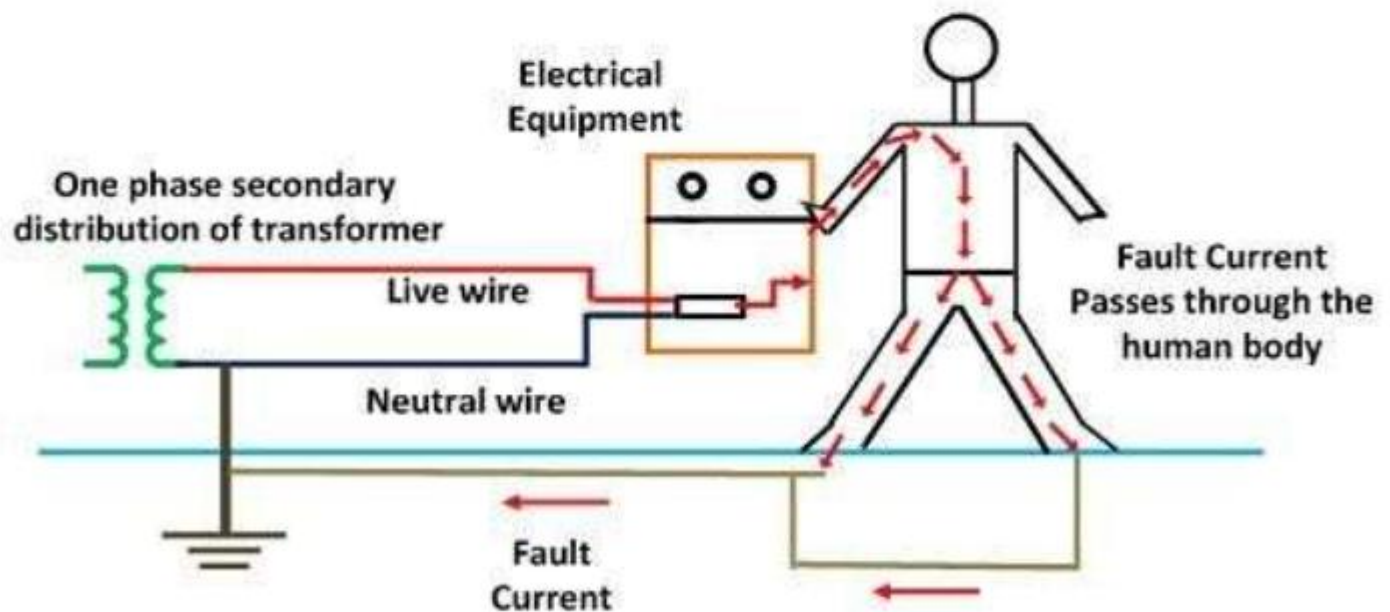 Electrical
Equipment
One phase secondary
distribution of transformer
Live wire
Neutral wire
Fault Current
Passes through the
human body
Fault
Current